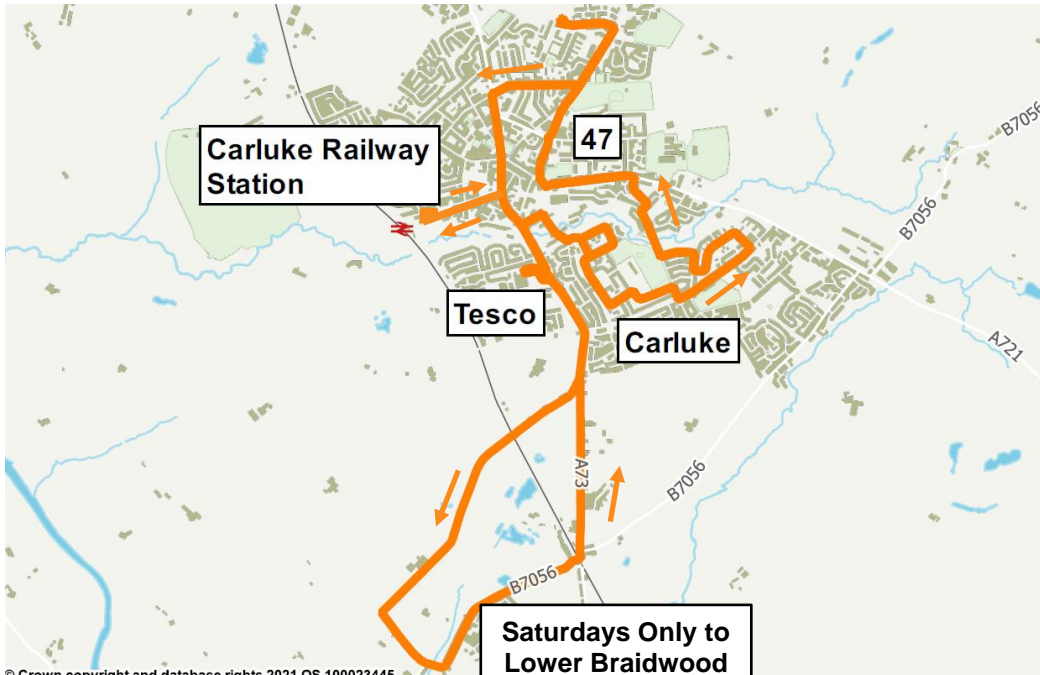 B7056
47
Carluke Railway
Station
B7056
Tesco
Carluke
A721
A73
B7056
B7056
Saturdays Only to
Lower Braidwood
© Crown copyright and database rights 2021 OS 100023445